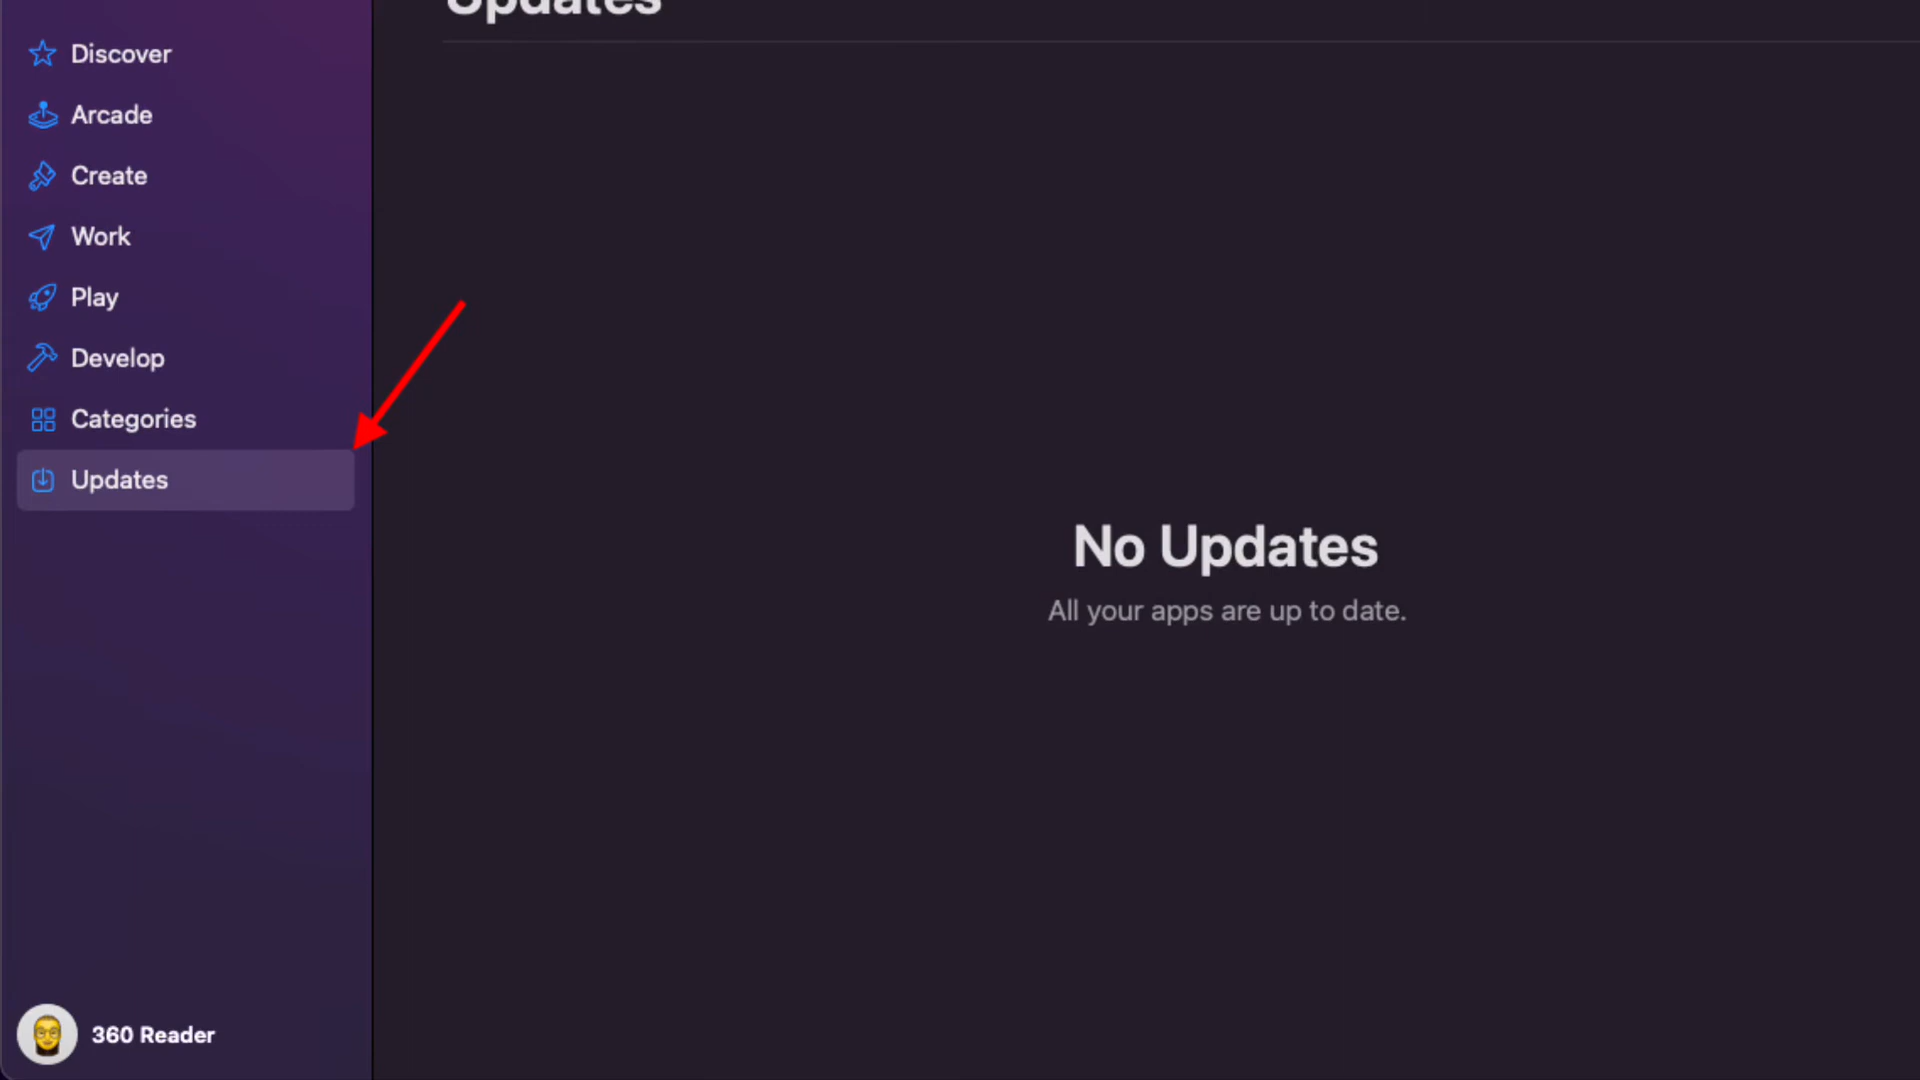 Updates
Discover
Arcade
Create
Work
Play
Develop
Categories
Updates
No Updates
All your apps are up to date.
360 Reader